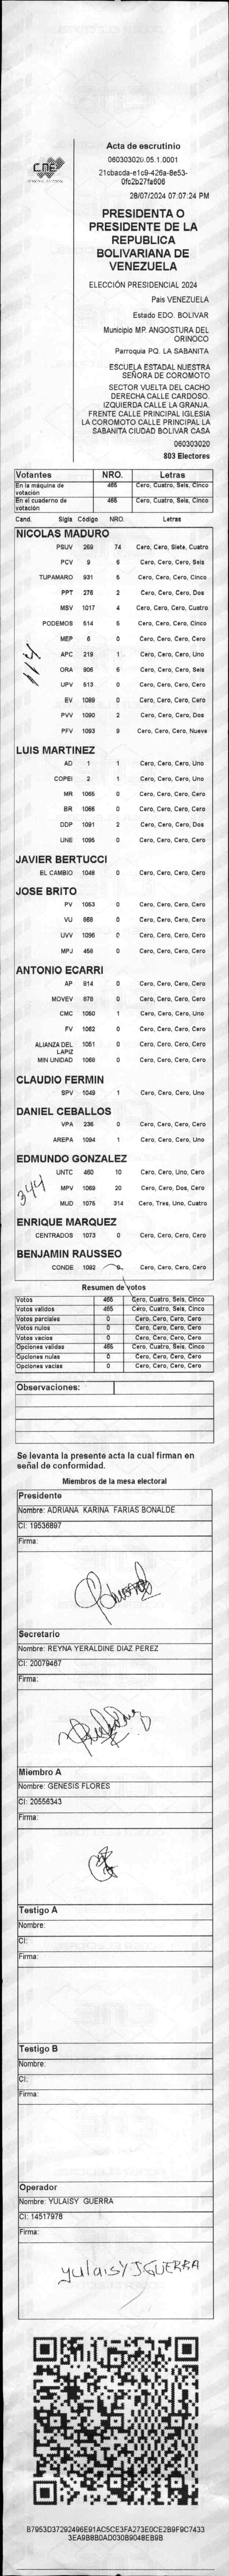 CNE
Acta de escrutinio
060303020.05.1.0001
21cbacda-e1c9-426a-8e53-
0fc2b27fa606
28/07/2024 07:07:24 PM
PRESIDENTA O
PRESIDENTE DE LA
REPUBLICA
BOLIVARIANA DE
VENEZUELA
ELECCIÓN PRESIDENCIAL 2024
País VENEZUELA
Estado EDO. BOLIVAR
Municipio MP. ANGOSTURA DEL
ORINOCO
Parroquia PQ. LA SABANITA
ESCUELA ESTADAL NUESTRA
SEÑORA DE COROMOTO
SECTOR VUELTA DEL CACHO
DERECHA CALLE CARDOSO.
IZQUIERDA CALLE LA GRANJA.
FRENTE CALLE PRINCIPAL IGLESIA
LA COROMOTO CALLE PRINCIPAL LA
SABANITA CIUDAD BOLIVAR CASA
060303020
803 Electores
Votantes NRO. Letras
En la máquina de votación 465 Cero, Cuatro, Seis, Cinco
En el cuaderno de votación 465 Cero, Cuatro, Seis, Cinco
Cand. Sigla Código NRO. Letras
NICOLAS MADURO
PSUV 269 74 Cero, Cero, Siete, Cuatro
PCV 9 6 Cero, Cero, Cero, Seis
TUPAMARO 931 5 Cero, Cero, Cero, Cinco
PPT 276 2 Cero, Cero, Cero, Dos
MSV 1017 4 Cero, Cero, Cero, Cuatro
PODEMOS 514 5 Cero, Cero, Cero, Cinco
MEP 6 0 Cero, Cero, Cero, Cero
114
APC 219 1 Cero, Cero, Cero, Uno
ORA 906 6 Cero, Cero, Cero, Seis
UPV 513 0 Cero, Cero, Cero, Cero
EV 1089 0 Cero, Cero, Cero, Cero
PVV 1090 2 Cero, Cero, Cero, Dos
PFV 1093 9 Cero, Cero, Cero, Nueve
LUIS MARTINEZ
AD 1 1 Cero, Cero, Cero, Uno
COPEI 2 1 Cero, Cero, Cero, Uno
MR 1065 0 Cero, Cero, Cero, Cero
BR 1066 0 Cero, Cero, Cero, Cero
DDP 1091 2 Cero, Cero, Cero, Dos
UNE 1095 0 Cero, Cero, Cero, Cero
JAVIER BERTUCCI
EL CAMBIO 1048 0 Cero, Cero, Cero, Cero
JOSE BRITO
PV 1053 0 Cero, Cero, Cero, Cero
VU 868 0 Cero, Cero, Cero, Cero
UVV 1096 0 Cero, Cero, Cero, Cero
MPJ 458 0 Cero, Cero, Cero, Cero
ANTONIO ECARRI
AP 814 0 Cero, Cero, Cero, Cero
MOVEV 878 0 Cero, Cero, Cero, Cero
CMC 1050 1 Cero, Cero, Cero, Uno
FV 1062 0 Cero, Cero, Cero, Cero
ALIANZA DEL LAPIZ 1051 0 Cero, Cero, Cero, Cero
MIN UNIDAD 1068 0 Cero, Cero, Cero, Cero
CLAUDIO FERMIN
SPV 1049 1 Cero, Cero, Cero, Uno
DANIEL CEBALLOS
VPA 236 0 Cero, Cero, Cero, Cero
AREPA 1094 1 Cero, Cero, Cero, Uno
EDMUNDO GONZALEZ
UNTC 460 10 Cero, Cero, Uno, Cero
344
MPV 1069 20 Cero, Cero, Dos, Cero
MUD 1075 314 Cero, Tres, Uno, Cuatro
ENRIQUE MARQUEZ
CENTRADOS 1073 0 Cero, Cero, Cero, Cero
BENJAMIN RAUSSEO
CONDE 1092 0 Cero, Cero, Cero, Cero
Resumen de votos
Votos 465 Cero, Cuatro, Seis, Cinco
Votos validos 465 Cero, Cuatro, Seis, Cinco
Votos parciales 0 Cero, Cero, Cero, Cero
Votos nulos 0 Cero, Cero, Cero, Cero
Votos vacios 0 Cero, Cero, Cero, Cero
Opciones validas 465 Cero, Cuatro, Seis, Cinco
Opciones nulas 0 Cero, Cero, Cero, Cero
Opciones vacias 0 Cero, Cero, Cero, Cero
Observaciones:
Se levanta la presente acta la cual firman en
señal de conformidad.
Miembros de la mesa electoral
Presidente
Nombre: ADRIANA KARINA FARIAS BONALDE
CI: 19536897
Firma:
Secretario
Nombre: REYNA YERALDINE DIAZ PEREZ
CI: 20079467
Firma:
Miembro A
Nombre: GENESIS FLORES
CI: 20556343
Firma:
Testigo A
Nombre:
CI:
Firma:
Testigo B
Nombre:
CI:
Firma:
Operador
Nombre: YULAISY GUERRA
CI: 14517978
Firma:
yulaisy J GUERRA
B7953D37292496E91AC5CE3FA273E0CE2B9F9C7433
3EA9B8B0AD030B9048EB9B